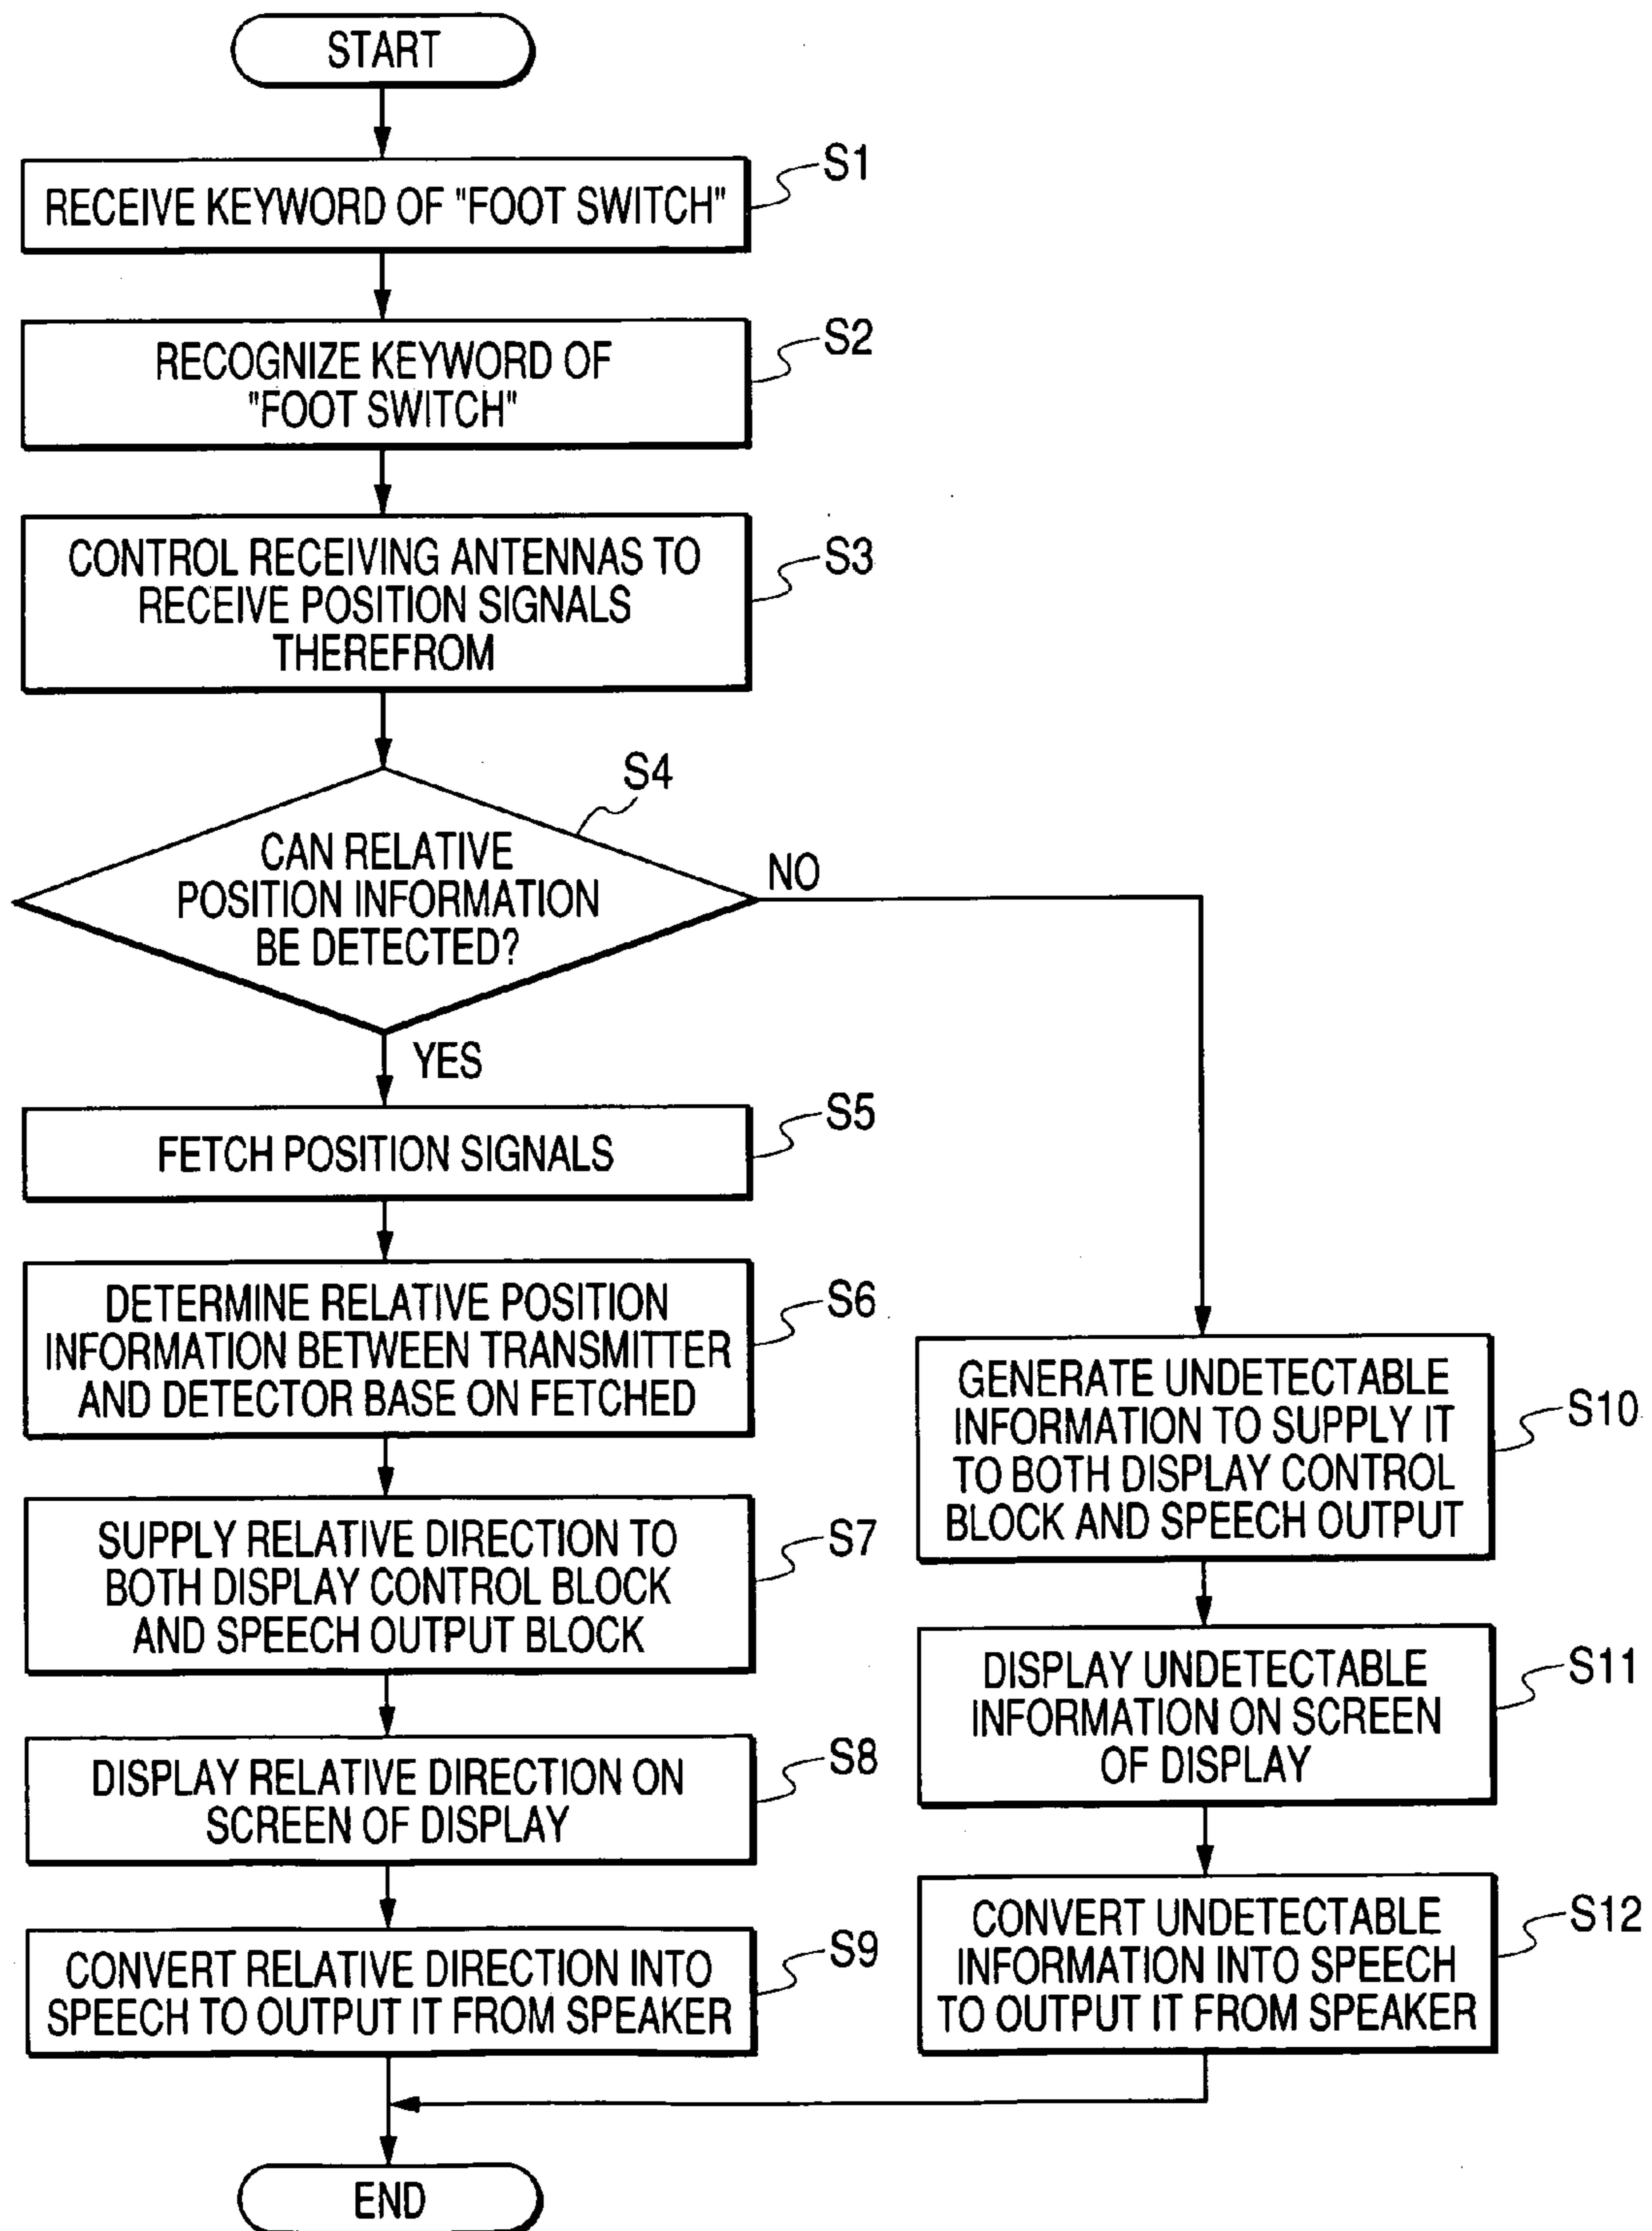 START
RECEIVE KEYWORD OF "FOOT SWITCH"
S1
RECOGNIZE KEYWORD OF
"FOOT SWITCH"
S2
CONTROL RECEIVING ANTENNAS TO
RECEIVE POSITION SIGNALS
THEREFROM
S3
S4
CAN RELATIVE
POSITION INFORMATION
BE DETECTED?
NO
YES
FETCH POSITION SIGNALS
S5
DETERMINE RELATIVE POSITION
INFORMATION BETWEEN TRANSMITTER
AND DETECTOR BASE ON FETCHED
S6
SUPPLY RELATIVE DIRECTION TO
BOTH DISPLAY CONTROL BLOCK
AND SPEECH OUTPUT BLOCK
S7
DISPLAY RELATIVE DIRECTION ON
SCREEN OF DISPLAY
S8
CONVERT RELATIVE DIRECTION INTO
SPEECH TO OUTPUT IT FROM SPEAKER
S9
GENERATE UNDETECTABLE
INFORMATION TO SUPPLY IT
TO BOTH DISPLAY CONTROL
BLOCK AND SPEECH OUTPUT
S10
DISPLAY UNDETECTABLE
INFORMATION ON SCREEN
OF DISPLAY
S11
CONVERT UNDETECTABLE
INFORMATION INTO SPEECH
TO OUTPUT IT FROM SPEAKER
S12
END